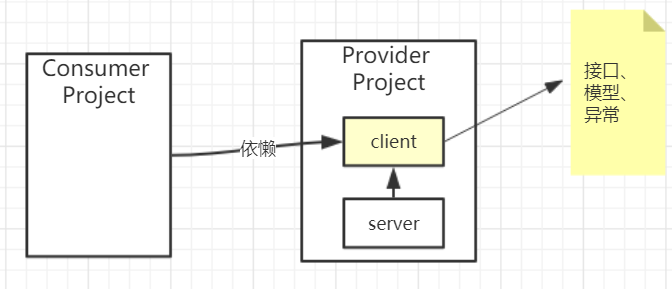 Consumer
Project
Provider
Project
依懒
client
server
接口、
模型、
异常